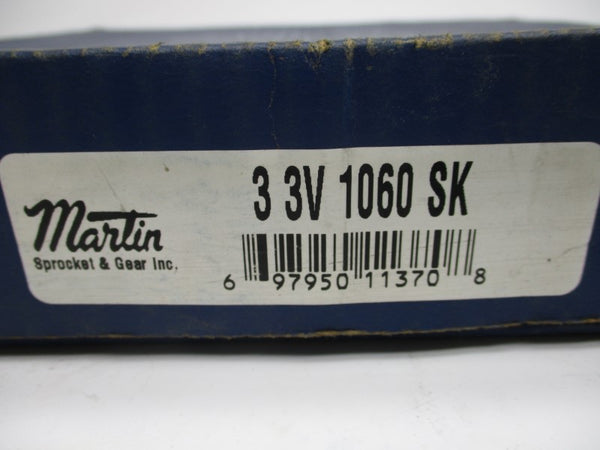 Martin
Sprocket & Gear Inc.
3 3V 1060 SK
6 97950 11370 8